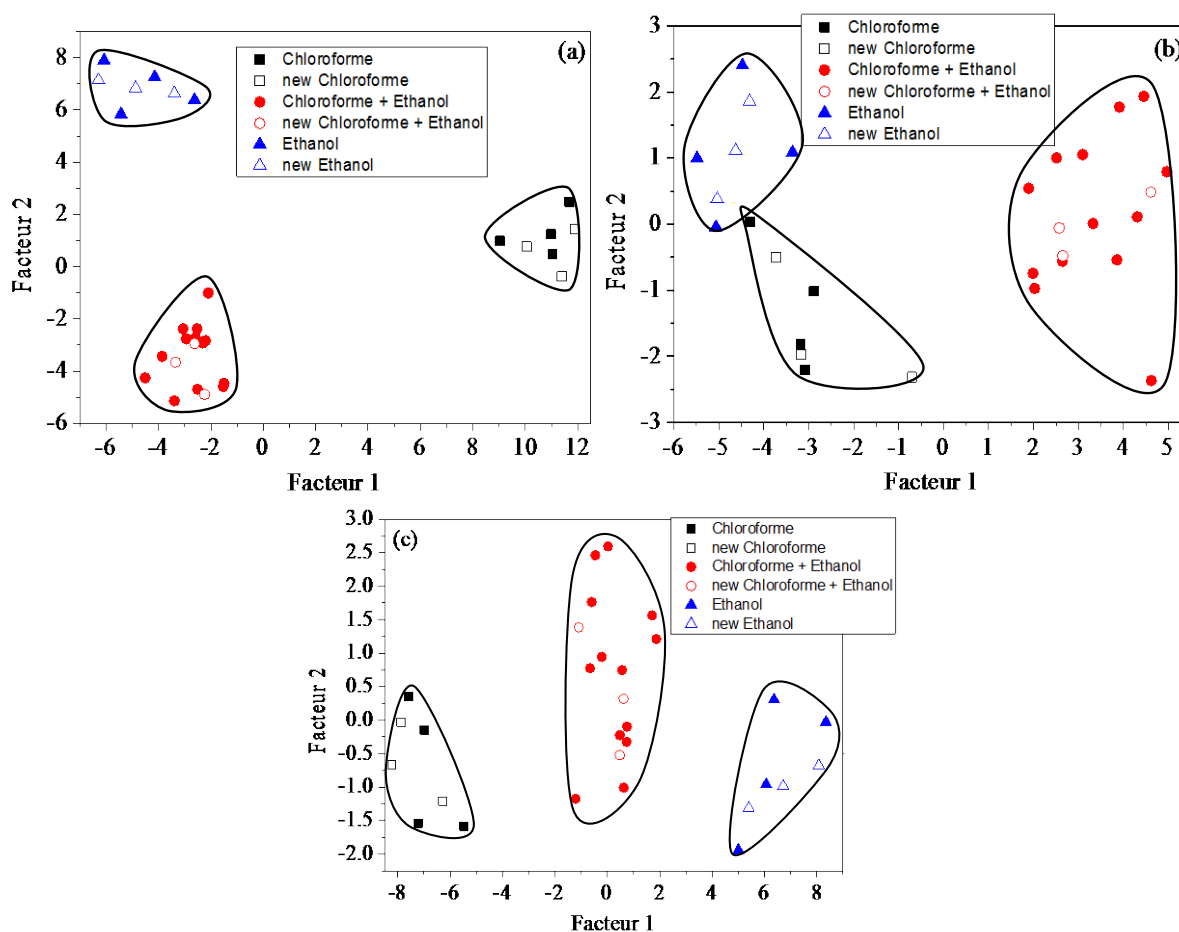 (a)
Chloroforme
new Chloroforme
Chloroforme + Ethanol
new Chloroforme + Ethanol
Ethanol
new Ethanol
8
6
4
2
0
-2
-4
-6
Facteur 2
-6 -4 -2 0 2 4 6 8 10 12
Facteur 1
(b)
Chloroforme
new Chloroforme
Chloroforme + Ethanol
new Chloroforme + Ethanol
Ethanol
new Ethanol
3
2
1
0
-1
-2
-3
Facteur 2
-6 -5 -4 -3 -2 -1 0 1 2 3 4 5
Facteur 1
(c)
Chloroforme
new Chloroforme
Chloroforme + Ethanol
new Chloroforme + Ethanol
Ethanol
new Ethanol
3.0
2.5
2.0
1.5
1.0
0.5
0.0
-0.5
-1.0
-1.5
-2.0
Facteur 2
-8 -6 -4 -2 0 2 4 6 8
Facteur 1